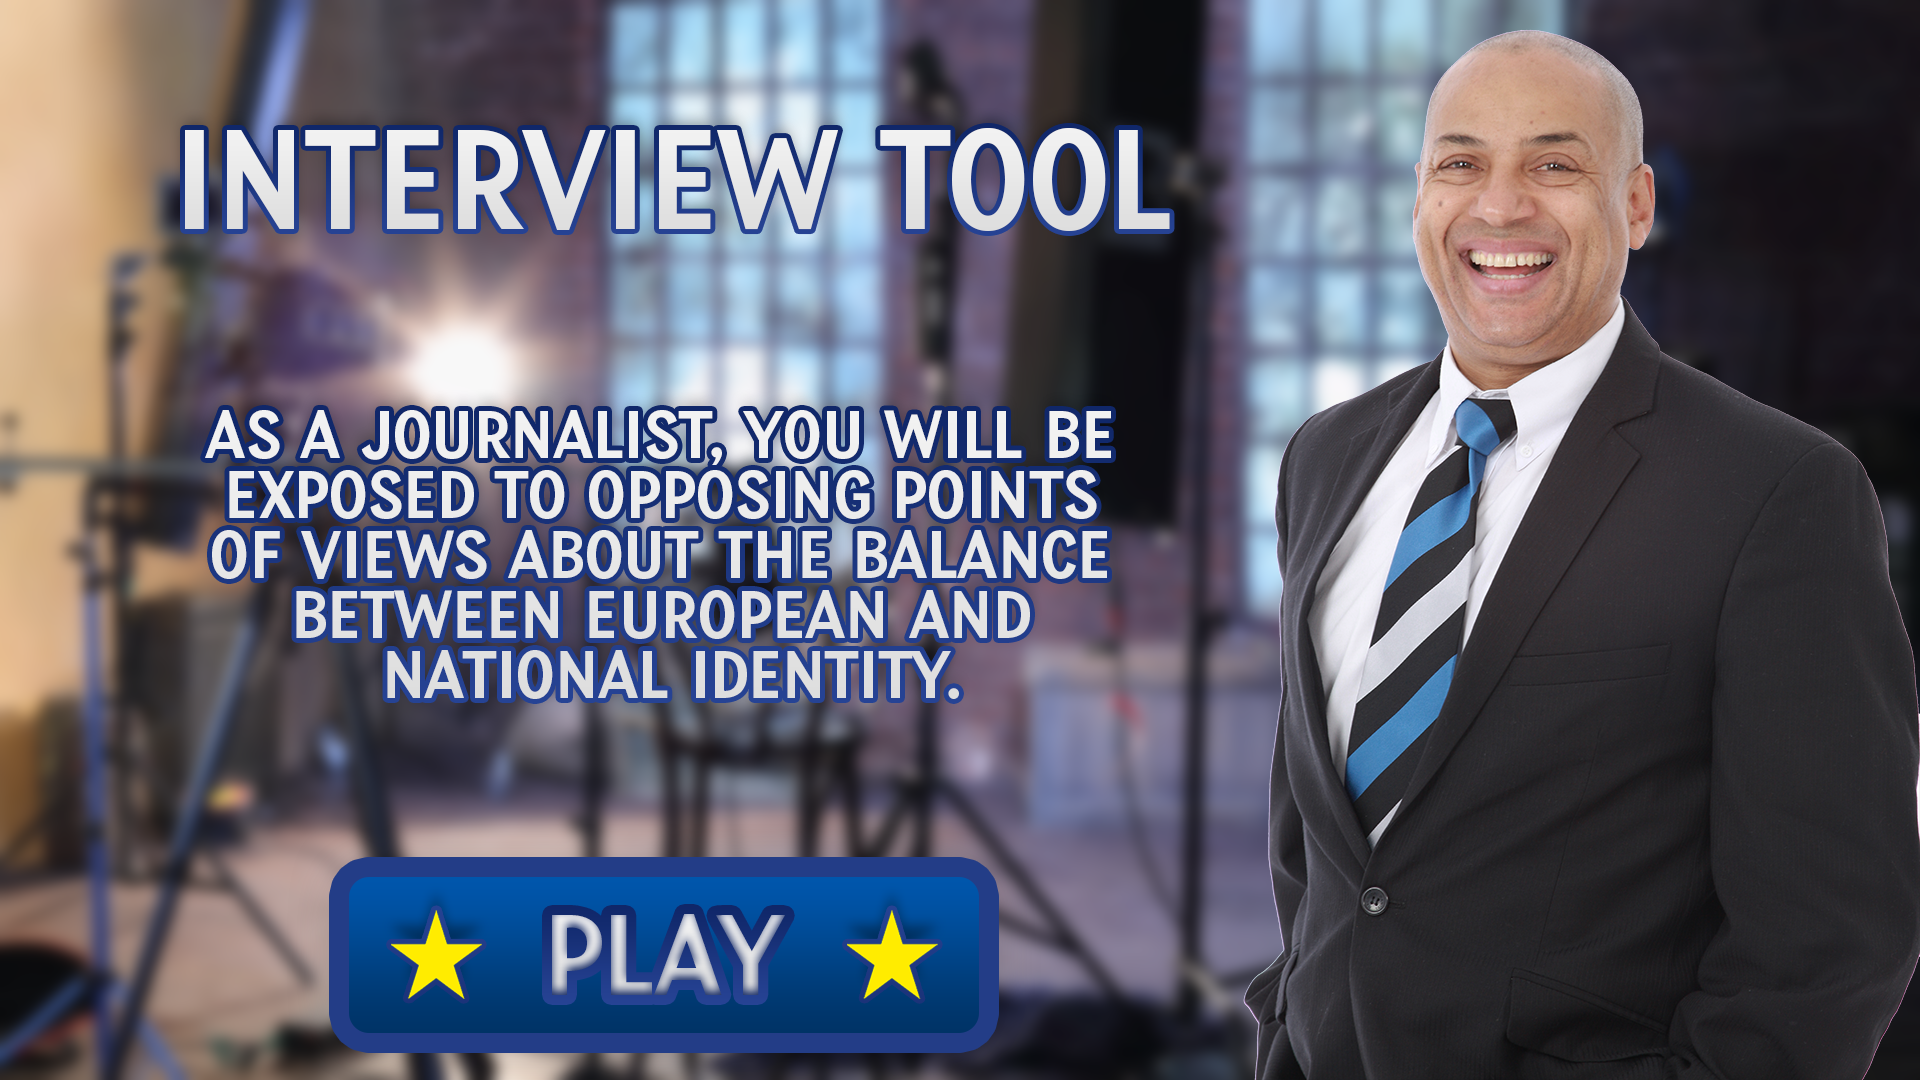 INTERVIEW TOOL
AS A JOURNALIST, YOU WILL BE
EXPOSED TO OPPOSING POINTS
OF VIEWS ABOUT THE BALANCE
BETWEEN EUROPEAN AND
NATIONAL IDENTITY.
PLAY